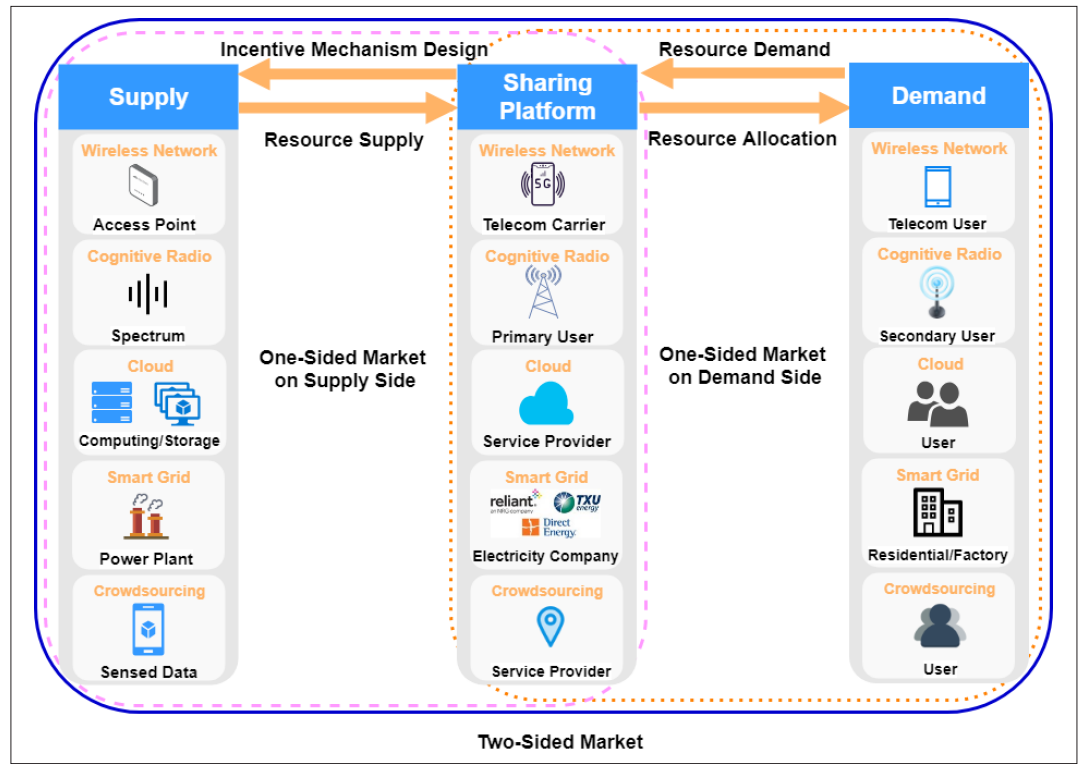 Incentive Mechanism Design
Resource Demand
Supply
Sharing
Platform
Demand
Resource Supply
Resource Allocation
Wireless Network
Access Point
Cognitive Radio
Spectrum
Cloud
Computing/Storage
Smart Grid
Power Plant
Crowdsourcing
Sensed Data
One-Sided Market
on Supply Side
Wireless Network
5G
Telecom Carrier
Cognitive Radio
Primary User
Cloud
Service Provider
Smart Grid
reliant
an NRG company
TXU
energy
Direct
Energy.
Electricity Company
Crowdsourcing
Service Provider
One-Sided Market
on Demand Side
Wireless Network
Telecom User
Cognitive Radio
Secondary User
Cloud
User
Smart Grid
Residential/Factory
Crowdsourcing
User
Two-Sided Market